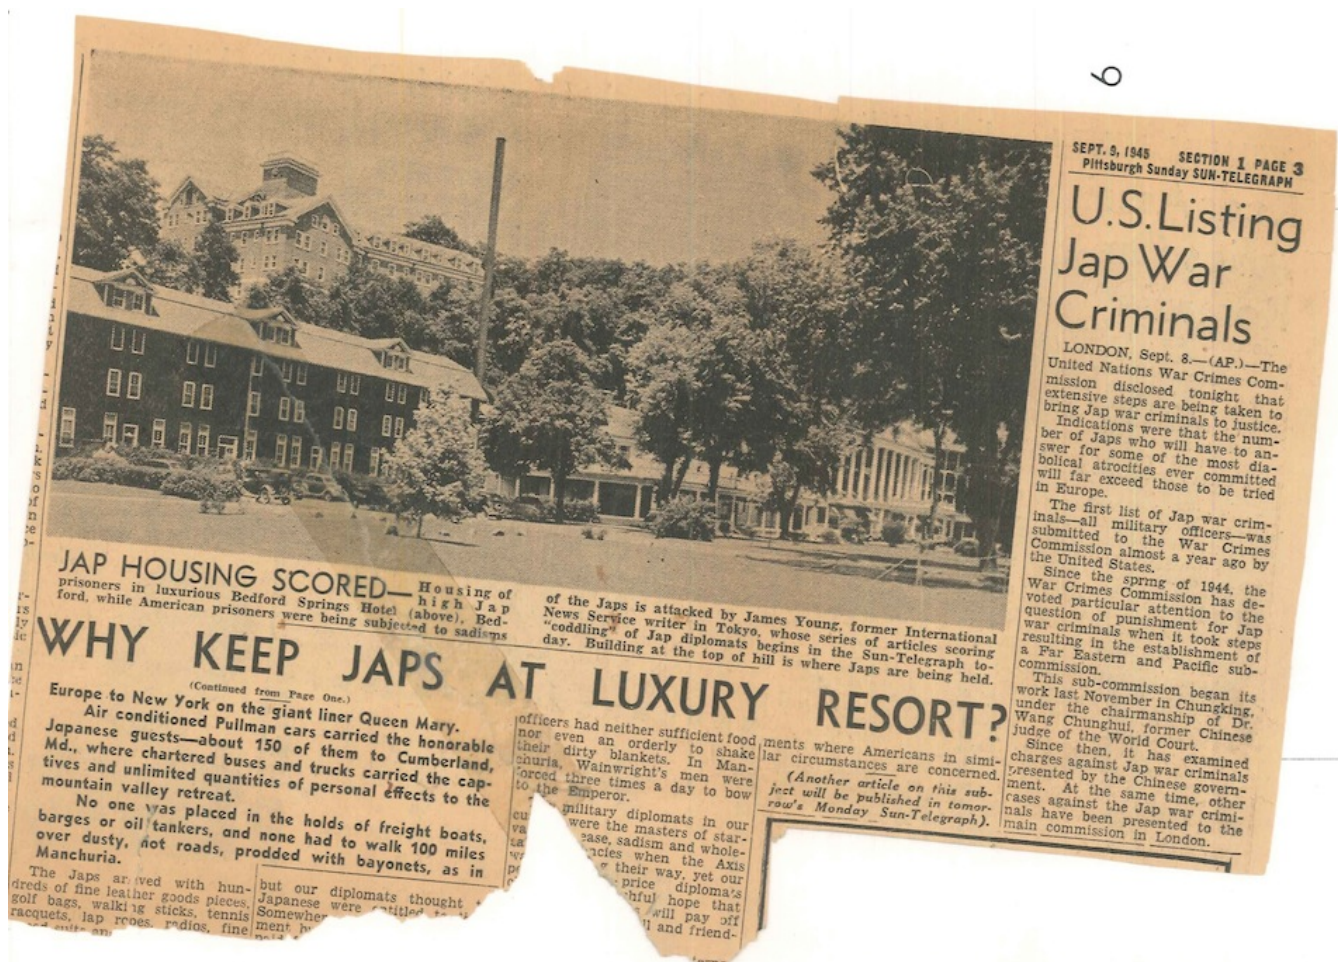 6
SEPT. 9, 1945 SECTION 1 PAGE 3
Pittsburgh Sunday SUN-TELEGRAPH
U.S. Listing
Jap War
Criminals
LONDON, Sept. 8.—(AP.)—The
United Nations War Crimes Com-
mission disclosed tonight that
extensive steps are being taken to
bring Jap war criminals to justice.
Indications were that the num-
ber of Japs who will have to an-
swer for some of the most dia-
bolical atrocities ever committed
will far exceed those to be tried
in Europe.
The first list of Jap war crim-
inals—all military officers—was
submitted to the War Crimes
Commission almost a year ago by
the United States.
Since the spring of 1944, the
War Crimes Commission has de-
voted particular attention to the
question of punishment for Jap
war criminals when it took steps
resulting in the establishment of
a Far Eastern and Pacific sub-
commission.
This sub-commission began its
work last November in Chungking,
under the chairmanship of Dr.
Wang Chunghui, former Chinese
judge of the World Court.
Since then, it has examined
charges against Jap war criminals
presented by the Chinese govern-
ment. At the same time, other
cases against the Jap war crimi-
nals have been presented to the
main commission in London.
JAP HOUSING SCORED— Housing of
high Jap
prisoners in luxurious Bedford Springs Hotel (above), Bed-
ford, while American prisoners were being subjected to sadisms
of the Japs is attacked by James Young, former International
News Service writer in Tokyo, whose series of articles scoring
"coddling" of Jap diplomats begins in the Sun-Telegraph to-
day. Building at the top of hill is where Japs are being held.
WHY KEEP JAPS AT LUXURY RESORT?
(Continued from Page One.)
Europe to New York on the giant liner Queen Mary.
Air conditioned Pullman cars carried the honorable
Japanese guests—about 150 of them to Cumberland,
Md., where chartered buses and trucks carried the cap-
tives and unlimited quantities of personal effects to the
mountain valley retreat.
No one was placed in the holds of freight boats,
barges or oil tankers, and none had to walk 100 miles
over dusty, hot roads, prodded with bayonets, as in
Manchuria.
The Japs arrived with hun-
dreds of fine leather goods pieces,
golf bags, walking sticks, tennis
racquets, lap robes, radios, fine
but our diplomats thought
Japanese were entitled to
Somewhere
ment
officers had neither sufficient food
nor even an orderly to shake
their dirty blankets. In Man-
churia, Wainwright's men were
forced three times a day to bow
to the Emperor.
military diplomats in our
were the masters of star-
sadism and whole-
when the Axis
their way, yet our
price diplomats
hope that
will pay off
and friend-
ments where Americans in simi-
lar circumstances are concerned.
(Another article on this sub-
ject will be published in tomor-
row's Monday Sun-Telegraph).